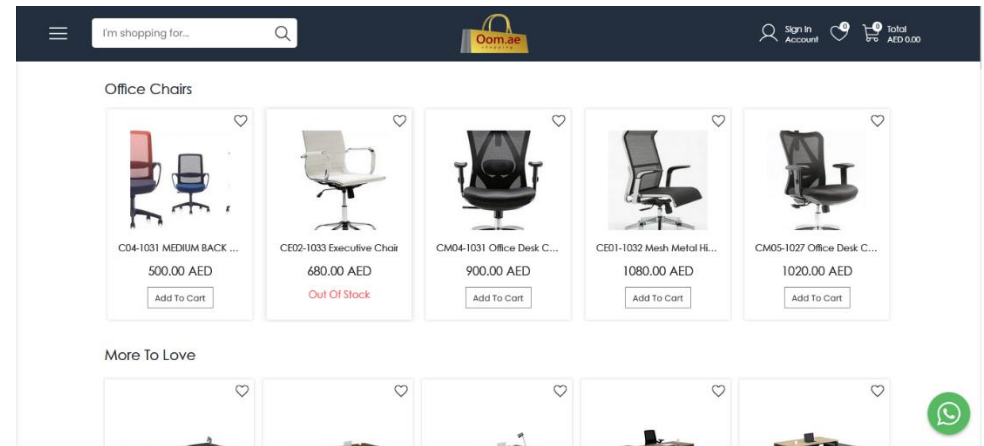 I'm shopping for...
Oom.ae
shopping
Sign In
Account
0
0
Total
AED 0.00
Office Chairs
C04-1031 MEDIUM BACK ...
500.00 AED
Add To Cart
CE02-1033 Executive Chair
680.00 AED
Out Of Stock
CM04-1031 Office Desk C...
900.00 AED
Add To Cart
CE01-1032 Mesh Metal Hi...
1080.00 AED
Add To Cart
CM05-1027 Office Desk C...
1020.00 AED
Add To Cart
More To Love